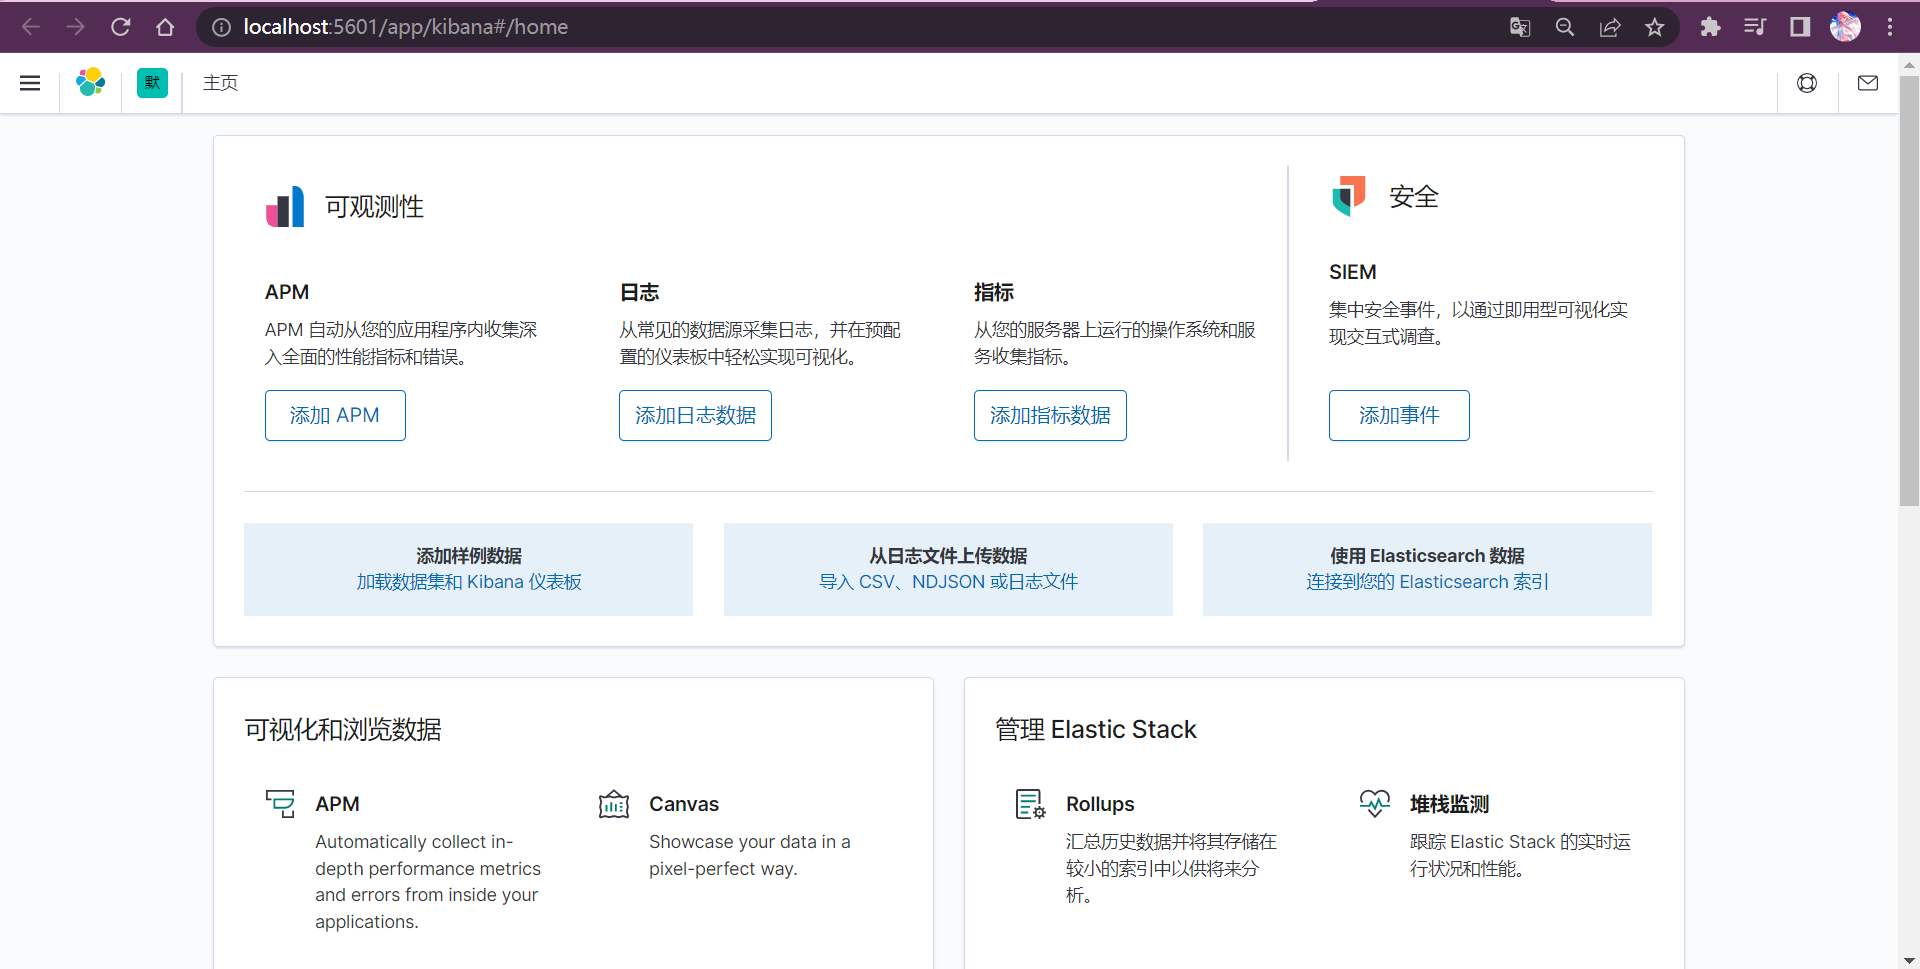 localhost:5601/app/kibana#/home
默
主页
可观测性
APM
APM 自动从您的应用程序内收集深
入全面的性能指标和错误。
添加 APM
日志
从常见的数据源采集日志，并在预配
置的仪表板中轻松实现可视化。
添加日志数据
指标
从您的服务器上运行的操作系统和服
务收集指标。
添加指标数据
安全
SIEM
集中安全事件，以通过即用型可视化实
现交互式调查。
添加事件
添加样例数据
加载数据集和 Kibana 仪表板
从日志文件上传数据
导入 CSV、NDJSON 或日志文件
使用 Elasticsearch 数据
连接到您的 Elasticsearch 索引
可视化和浏览数据
APM
Automatically collect in-
depth performance metrics
and errors from inside your
applications.
Canvas
Showcase your data in a
pixel-perfect way.
管理 Elastic Stack
Rollups
汇总历史数据并将其存储在
较小的索引中以供将来分
析。
堆栈监测
跟踪 Elastic Stack 的实时运
行状况和性能。